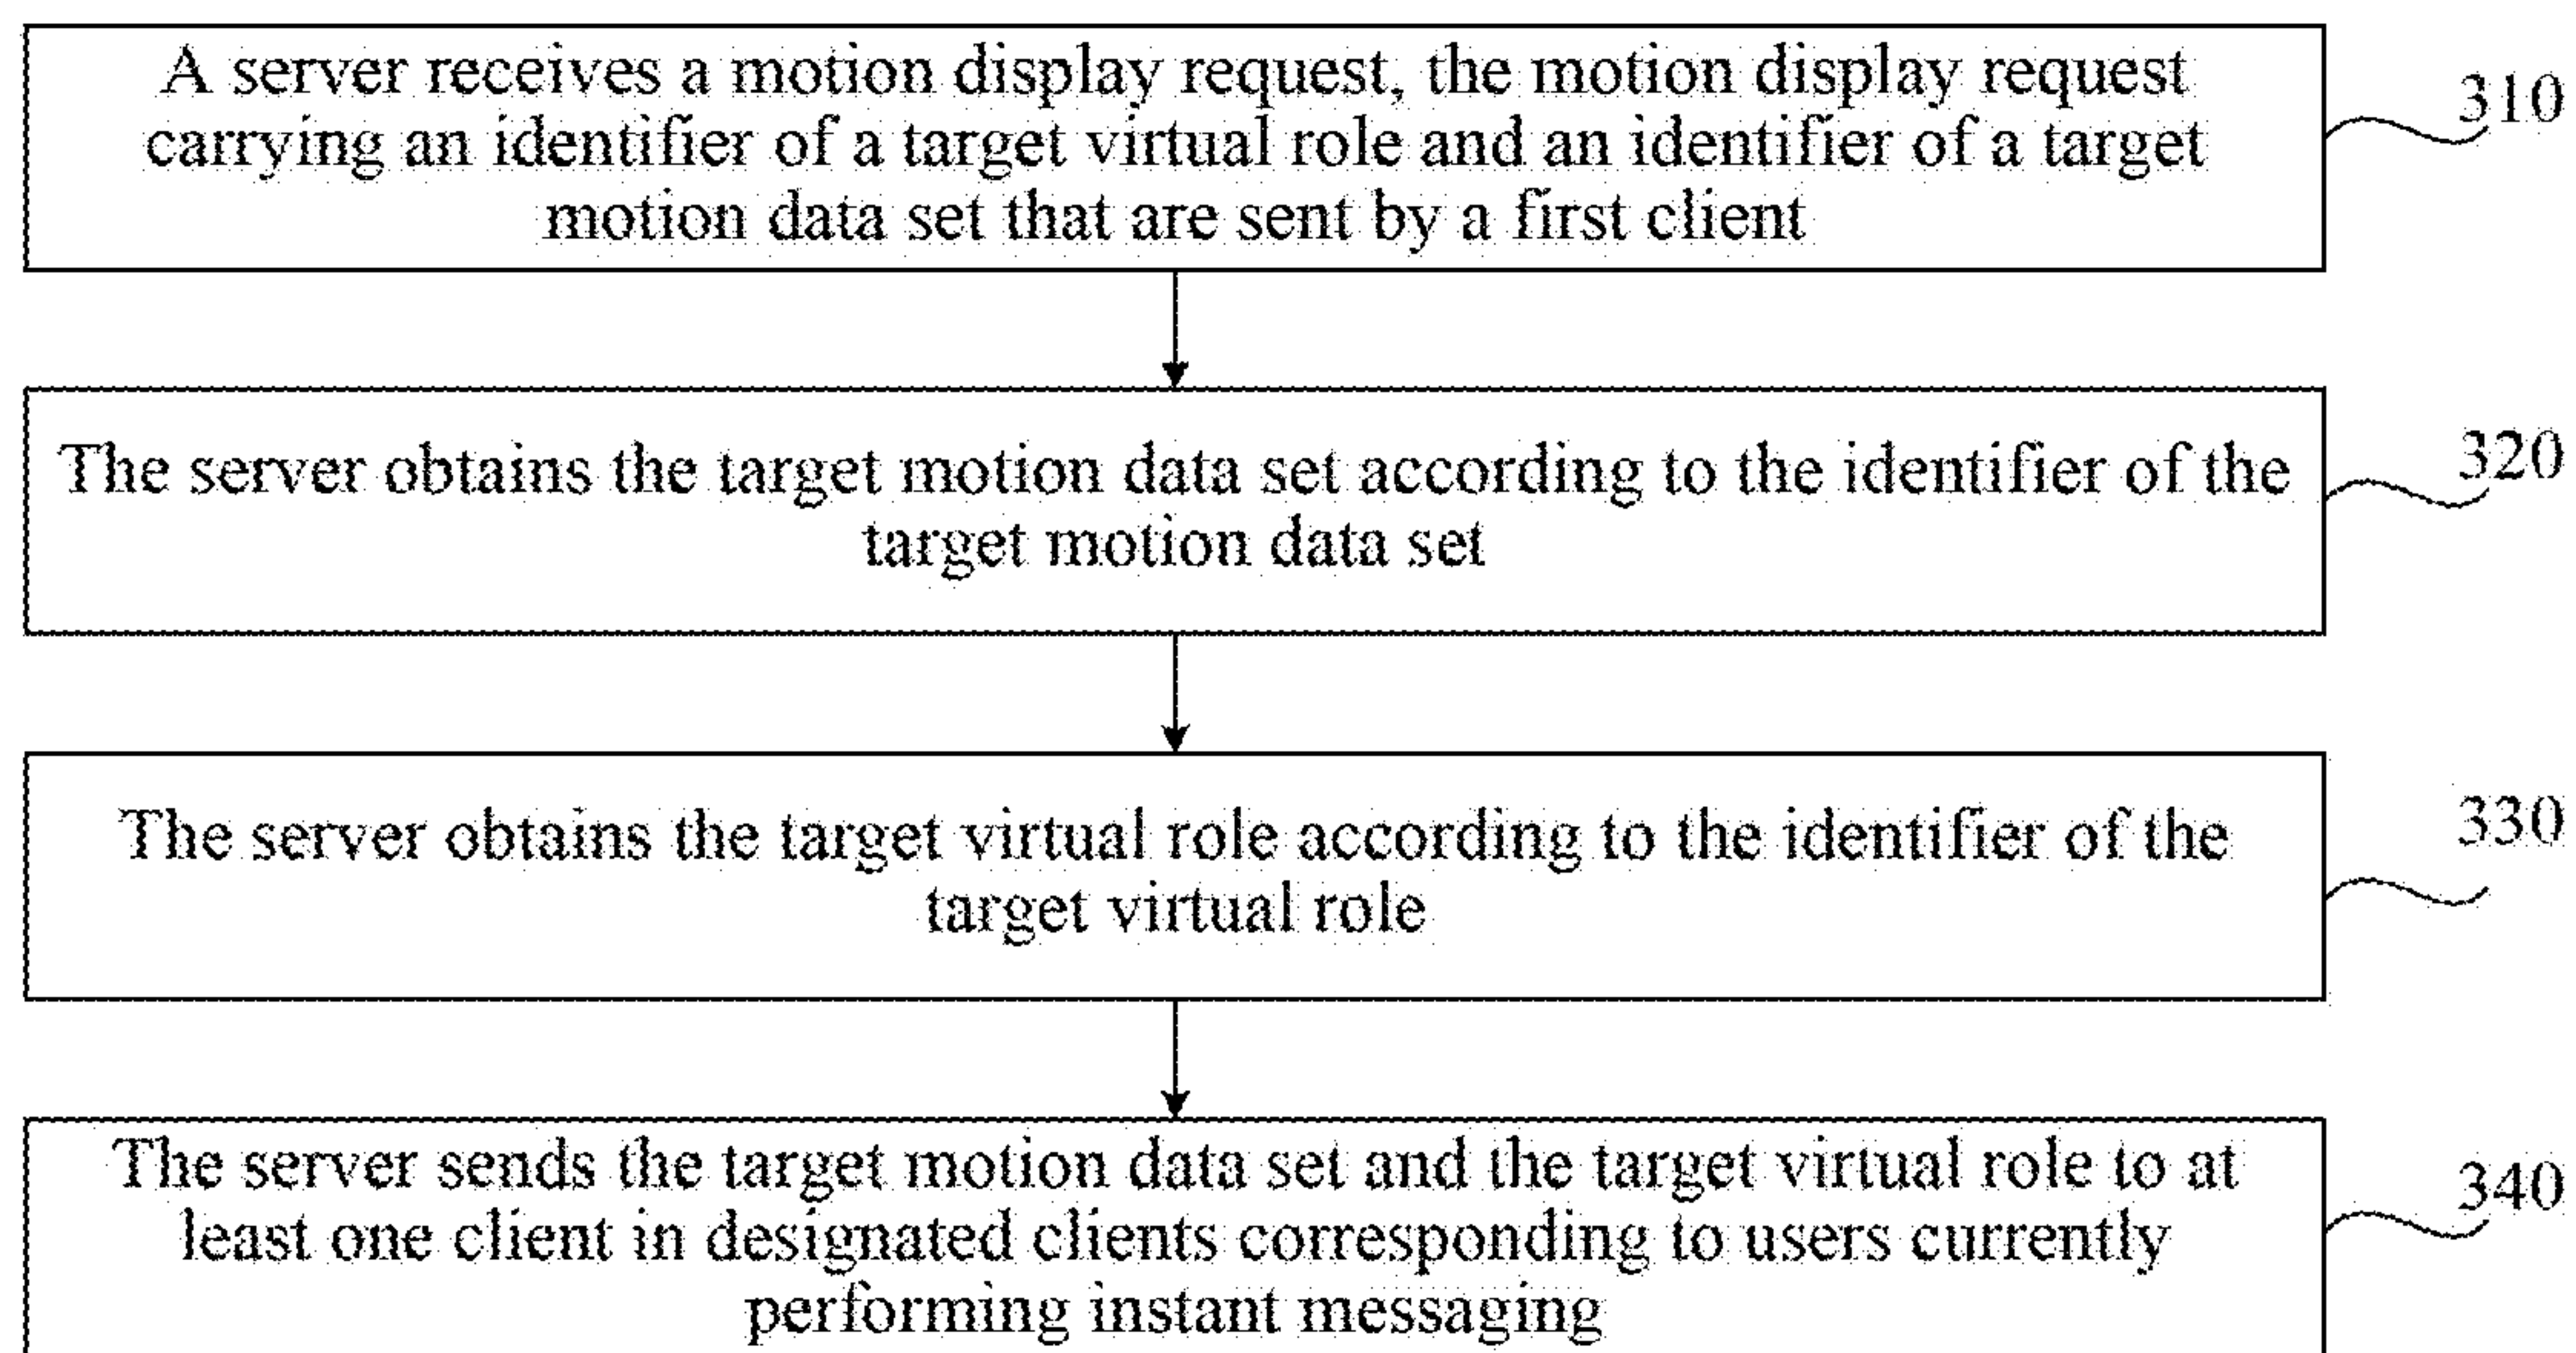 A server receives a motion display request, the motion display request
310
carrying an identifier of a target virtual role and an identifier of a target
motion data set that are sent by a first client
The server obtains the target motion data set according to the identifier of the
320
target motion data set
The server obtains the target virtual role according to the identifier of the
330
target virtual role
The server sends the target motion data set and the target virtual role to at
340
least one client in designated clients corresponding to users currently
performing instant messaging